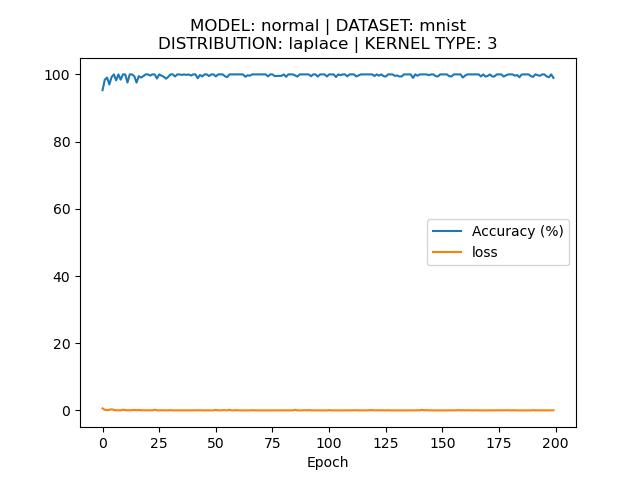 MODEL: normal | DATASET: mnist
DISTRIBUTION: laplace | KERNEL TYPE: 3
100
80
60
40
20
0
Accuracy (%)
loss
0 25 50 75 100 125 150 175 200
Epoch